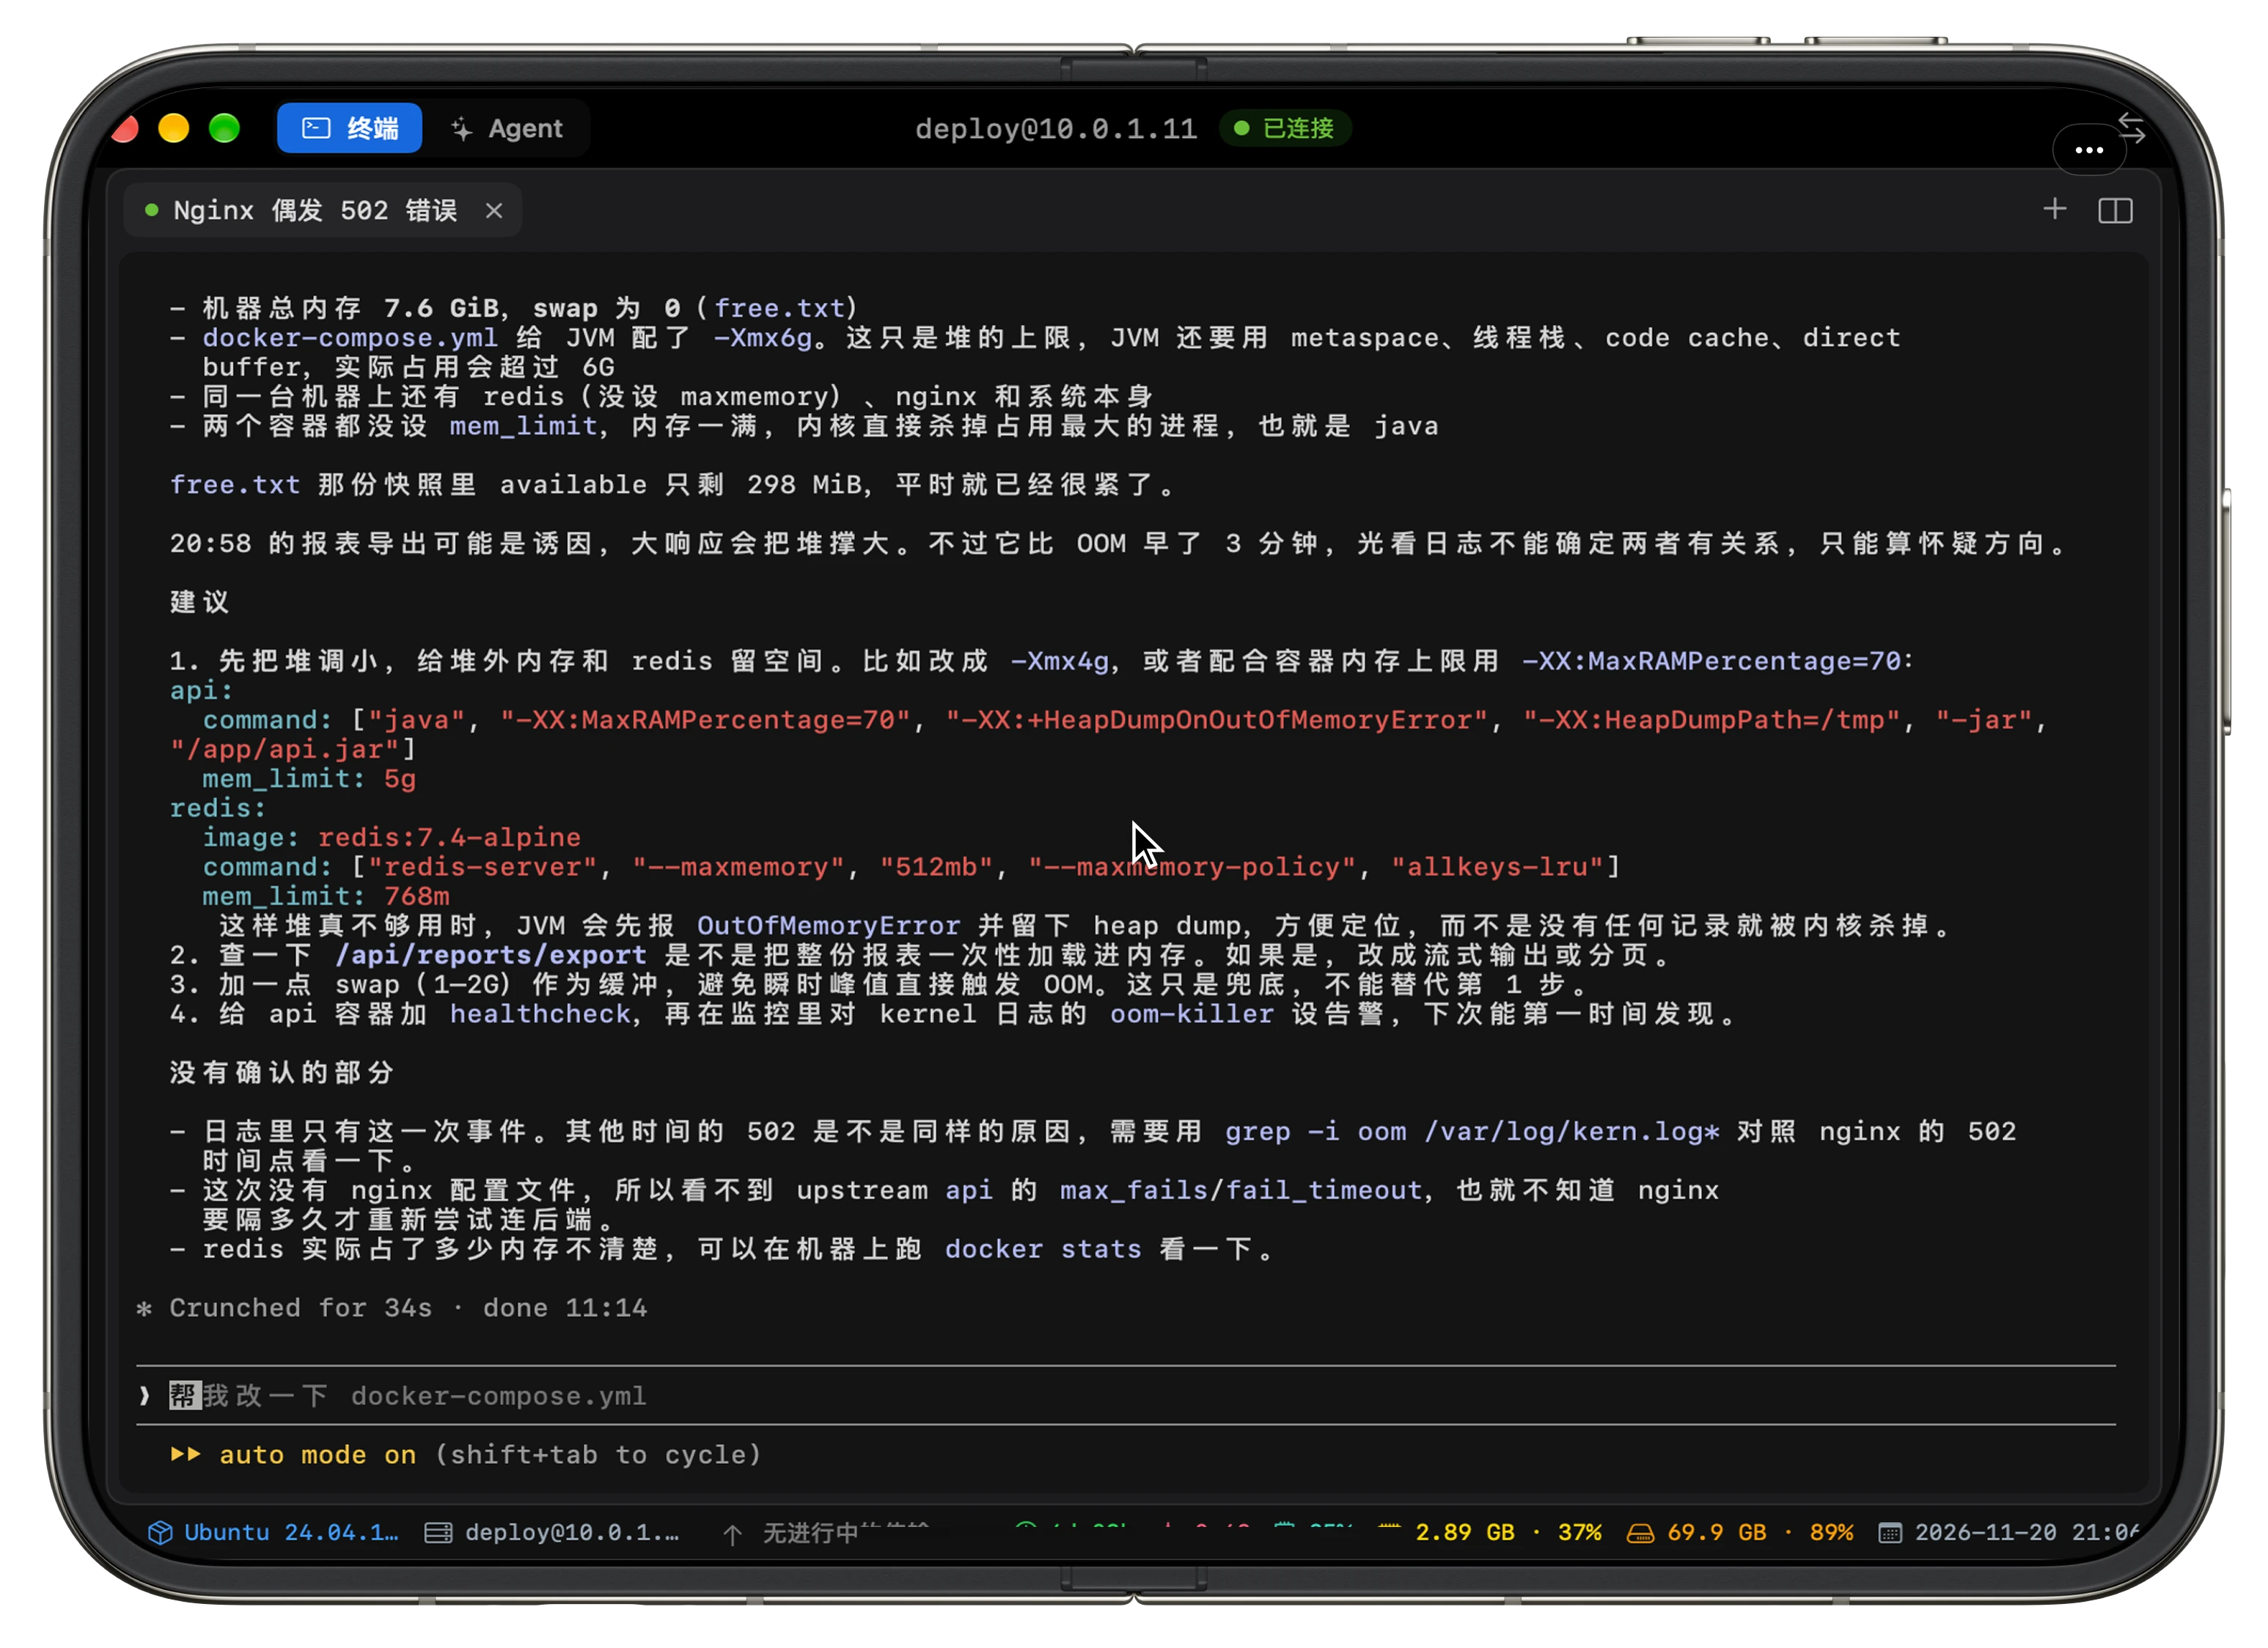 终端
Agent
deploy@10.0.1.11
已连接
Nginx 偶发 502 错误
- 机器总内存 7.6 GiB, swap 为 0（free.txt）
- docker-compose.yml 给 JVM 配了 -Xmx6g。这只是堆的上限，JVM 还要用 metaspace、线程栈、code cache、direct
buffer，实际占用会超过 6G
- 同一台机器上还有 redis（没设 maxmemory）、nginx 和系统本身
- 两个容器都没设 mem_limit，内存一满，内核直接杀掉占用最大的进程，也就是 java
free.txt 那份快照里 available 只剩 298 MiB，平时就已经很紧了。
20:58 的报表导出可能是诱因，大响应会把堆撑大。不过它比 OOM 早了 3 分钟，光看日志不能确定两者有关系，只能算怀疑方向。
建议
1. 先把堆调小，给堆外内存和 redis 留空间。比如改成 -Xmx4g，或者配合容器内存上限用 -XX:MaxRAMPercentage=70：
api:
command: ["java", "-XX:MaxRAMPercentage=70", "-XX:+HeapDumpOnOutOfMemoryError", "-XX:HeapDumpPath=/tmp", "-jar",
"/app/api.jar"]
mem_limit: 5g
redis:
image: redis:7.4-alpine
command: ["redis-server", "--maxmemory", "512mb", "--maxmemory-policy", "allkeys-lru"]
mem_limit: 768m
这样堆真不够用时，JVM 会先报 OutOfMemoryError 并留下 heap dump，方便定位，而不是没有任何记录就被内核杀掉。
2. 查一下 /api/reports/export 是不是把整份报表一次性加载进内存。如果是，改成流式输出或分页。
3. 加一点 swap（1—2G）作为缓冲，避免瞬时峰值直接触发 OOM。这只是兜底，不能替代第 1 步。
4. 给 api 容器加 healthcheck，再在监控里对 kernel 日志的 oom-killer 设告警，下次能第一时间发现。
没有确认的部分
- 日志里只有这一次事件。其他时间的 502 是不是同样的原因，需要用 grep -i oom /var/log/kern.log* 对照 nginx 的 502
时间点看一下。
- 这次没有 nginx 配置文件，所以看不到 upstream api 的 max_fails/fail_timeout，也就不知道 nginx
要隔多久才重新尝试连后端。
- redis 实际占了多少内存不清楚，可以在机器上跑 docker stats 看一下。
* Crunched for 34s · done 11:14
❯ 帮我改一下 docker-compose.yml
auto mode on (shift+tab to cycle)
Ubuntu 24.04.1… deploy@10.0.1.… 无进行中 2.89 GB · 37% 69.9 GB · 89% 2026-11-20 21:06